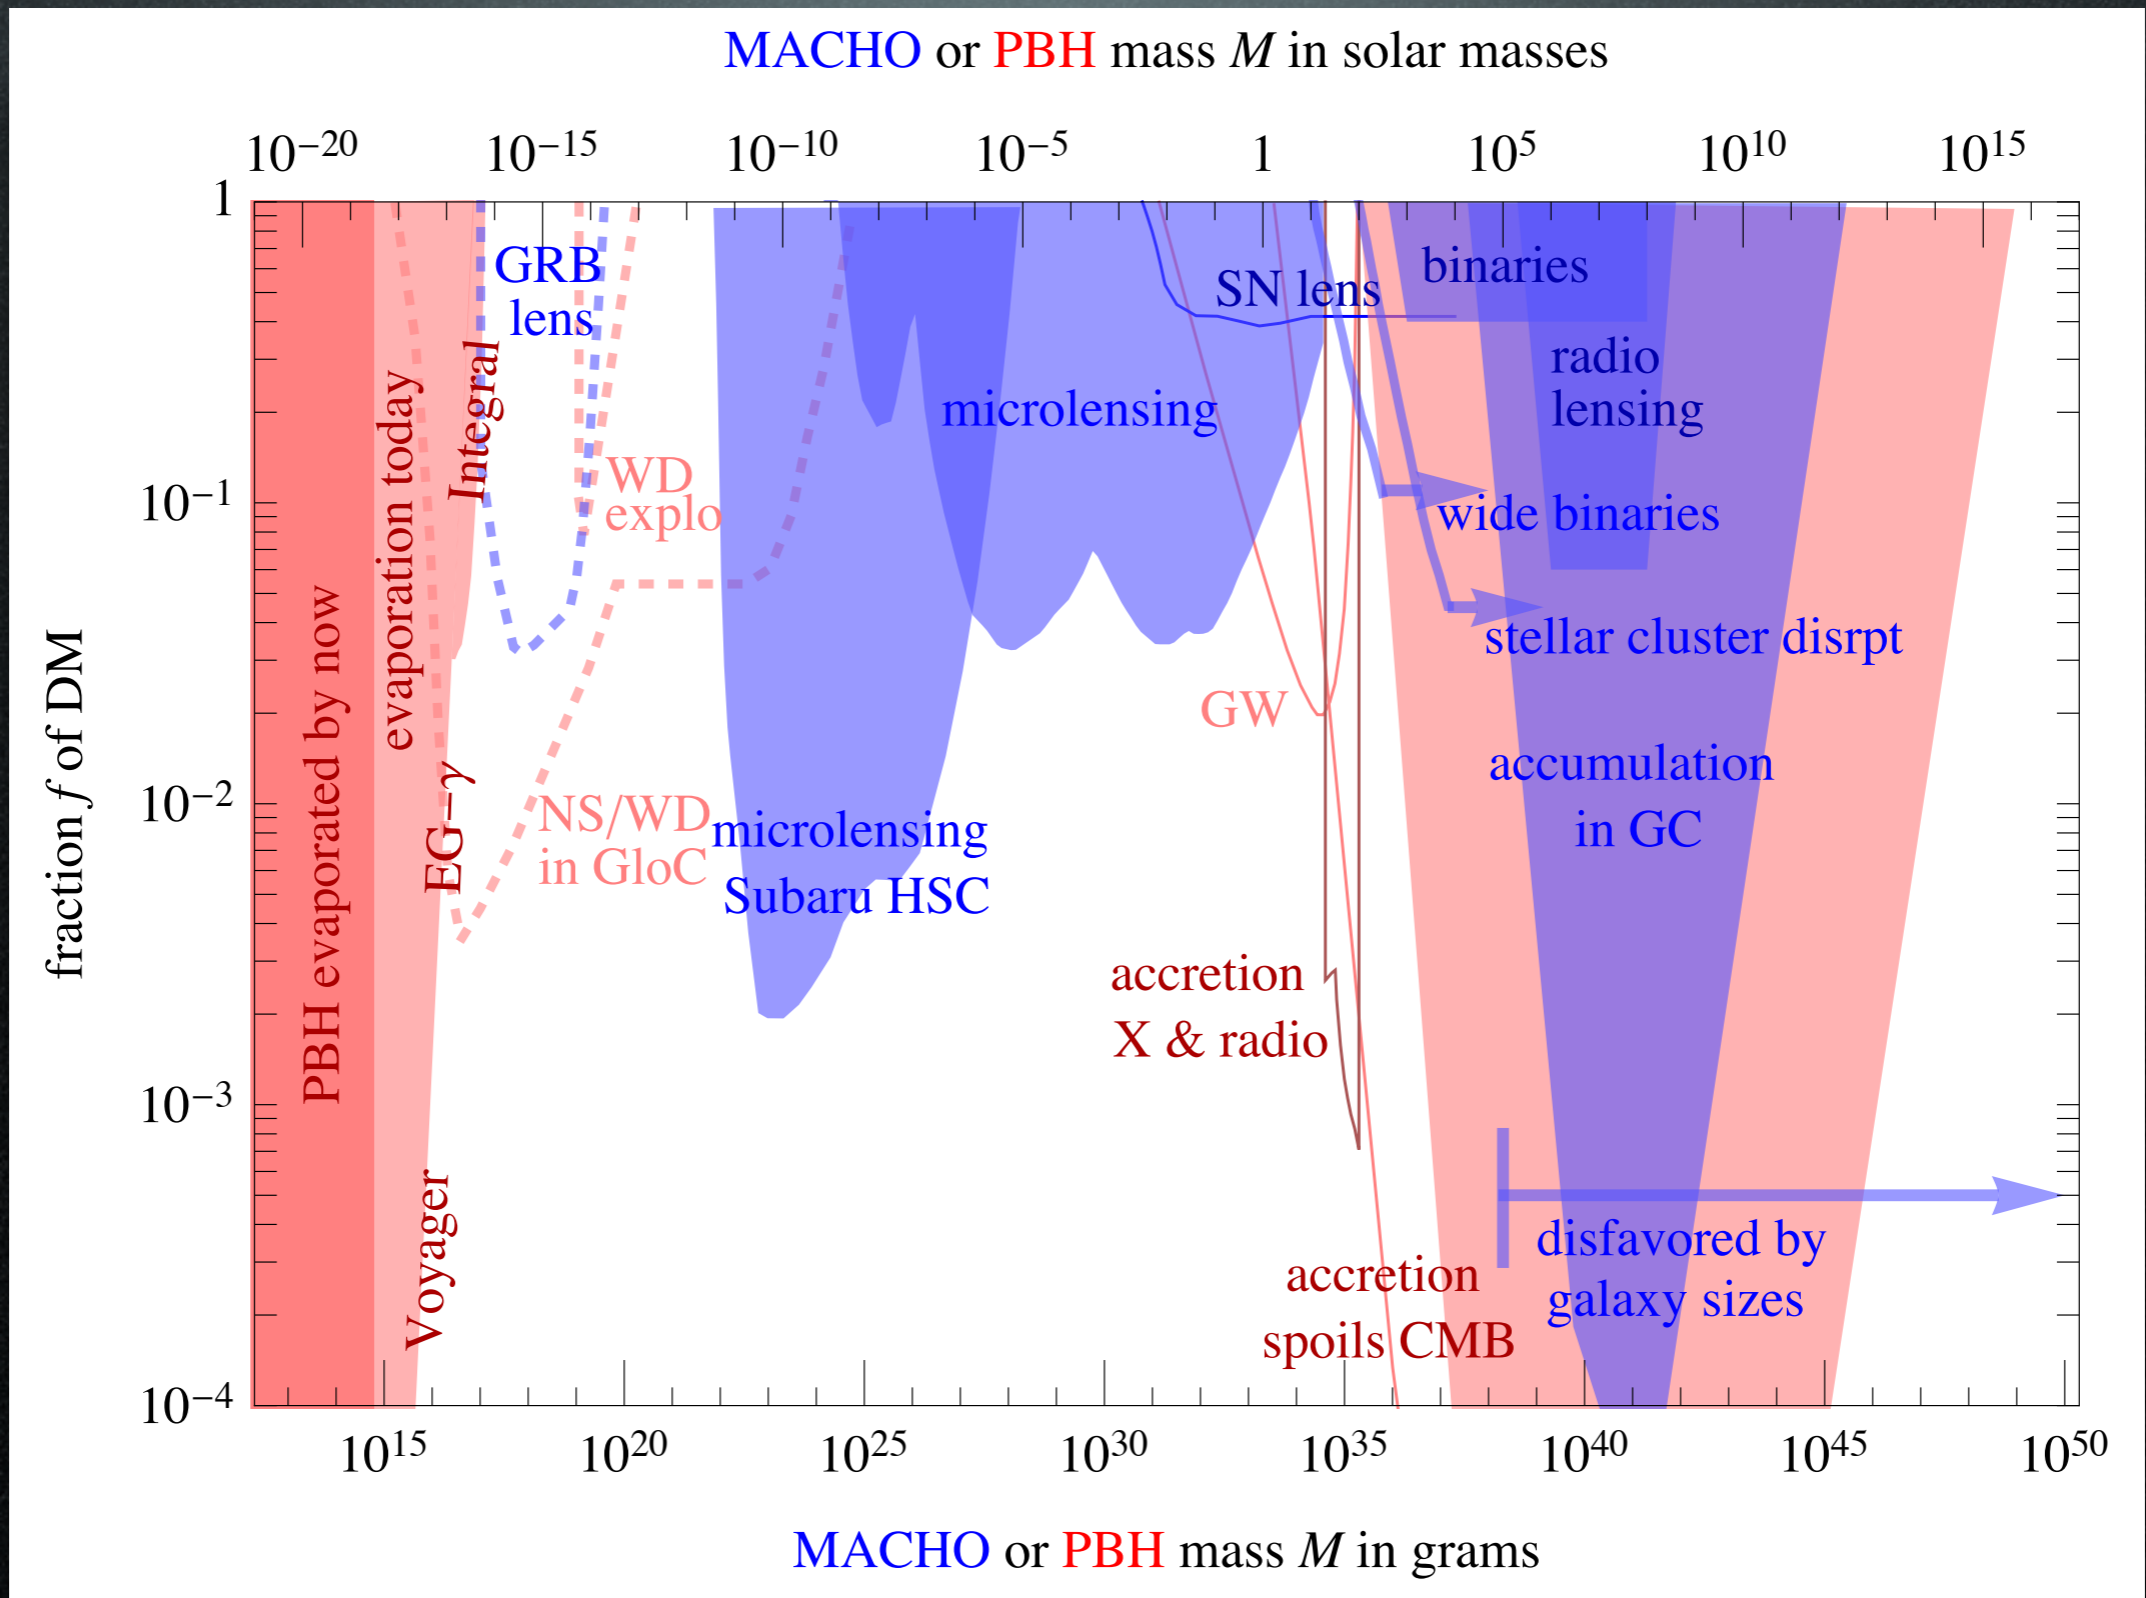 MACHO or PBH mass M in solar masses
10⁻²⁰ 10⁻¹⁵ 10⁻¹⁰ 10⁻⁵ 1 10⁵ 10¹⁰ 10¹⁵
fraction f of DM
1
10⁻¹
10⁻²
10⁻³
10⁻⁴
PBH evaporated by now
evaporation today
Integral
EG−γ
Voyager
GRB
lens
WD
explo
NS/WD
in GloC
microlensing
Subaru HSC
microlensing
SN lens
binaries
radio
lensing
wide binaries
stellar cluster disrpt
GW
accumulation
in GC
accretion
X & radio
accretion
spoils CMB
disfavored by
galaxy sizes
10¹⁵ 10²⁰ 10²⁵ 10³⁰ 10³⁵ 10⁴⁰ 10⁴⁵ 10⁵⁰
MACHO or PBH mass M in grams